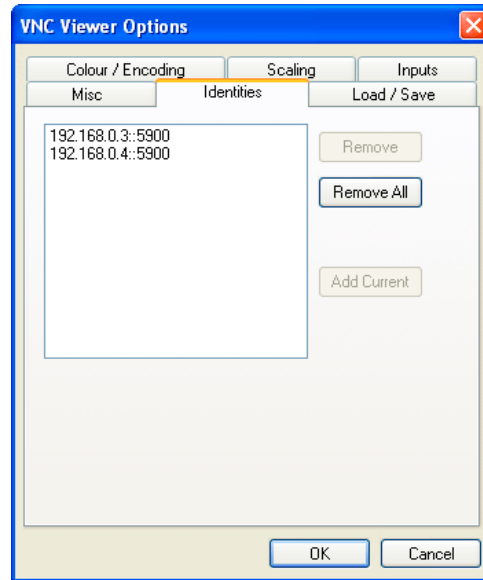 VNC Viewer Options
Colour / Encoding Scaling Inputs
Misc Identities Load / Save
192.168.0.3::5900
192.168.0.4::5900
Remove
Remove All
Add Current
OK Cancel